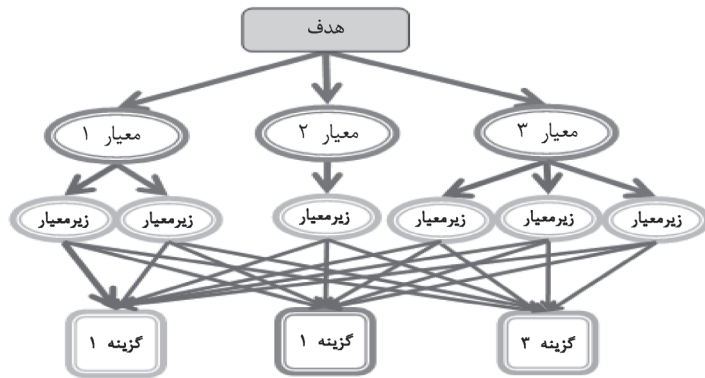 هدف
معیار ۱
معیار ۲
معیار ۳
زیرمعیار
زیرمعیار
زیرمعیار
زیرمعیار
زیرمعیار
زیرمعیار
گزینه ۱
گزینه ۱
گزینه ۳